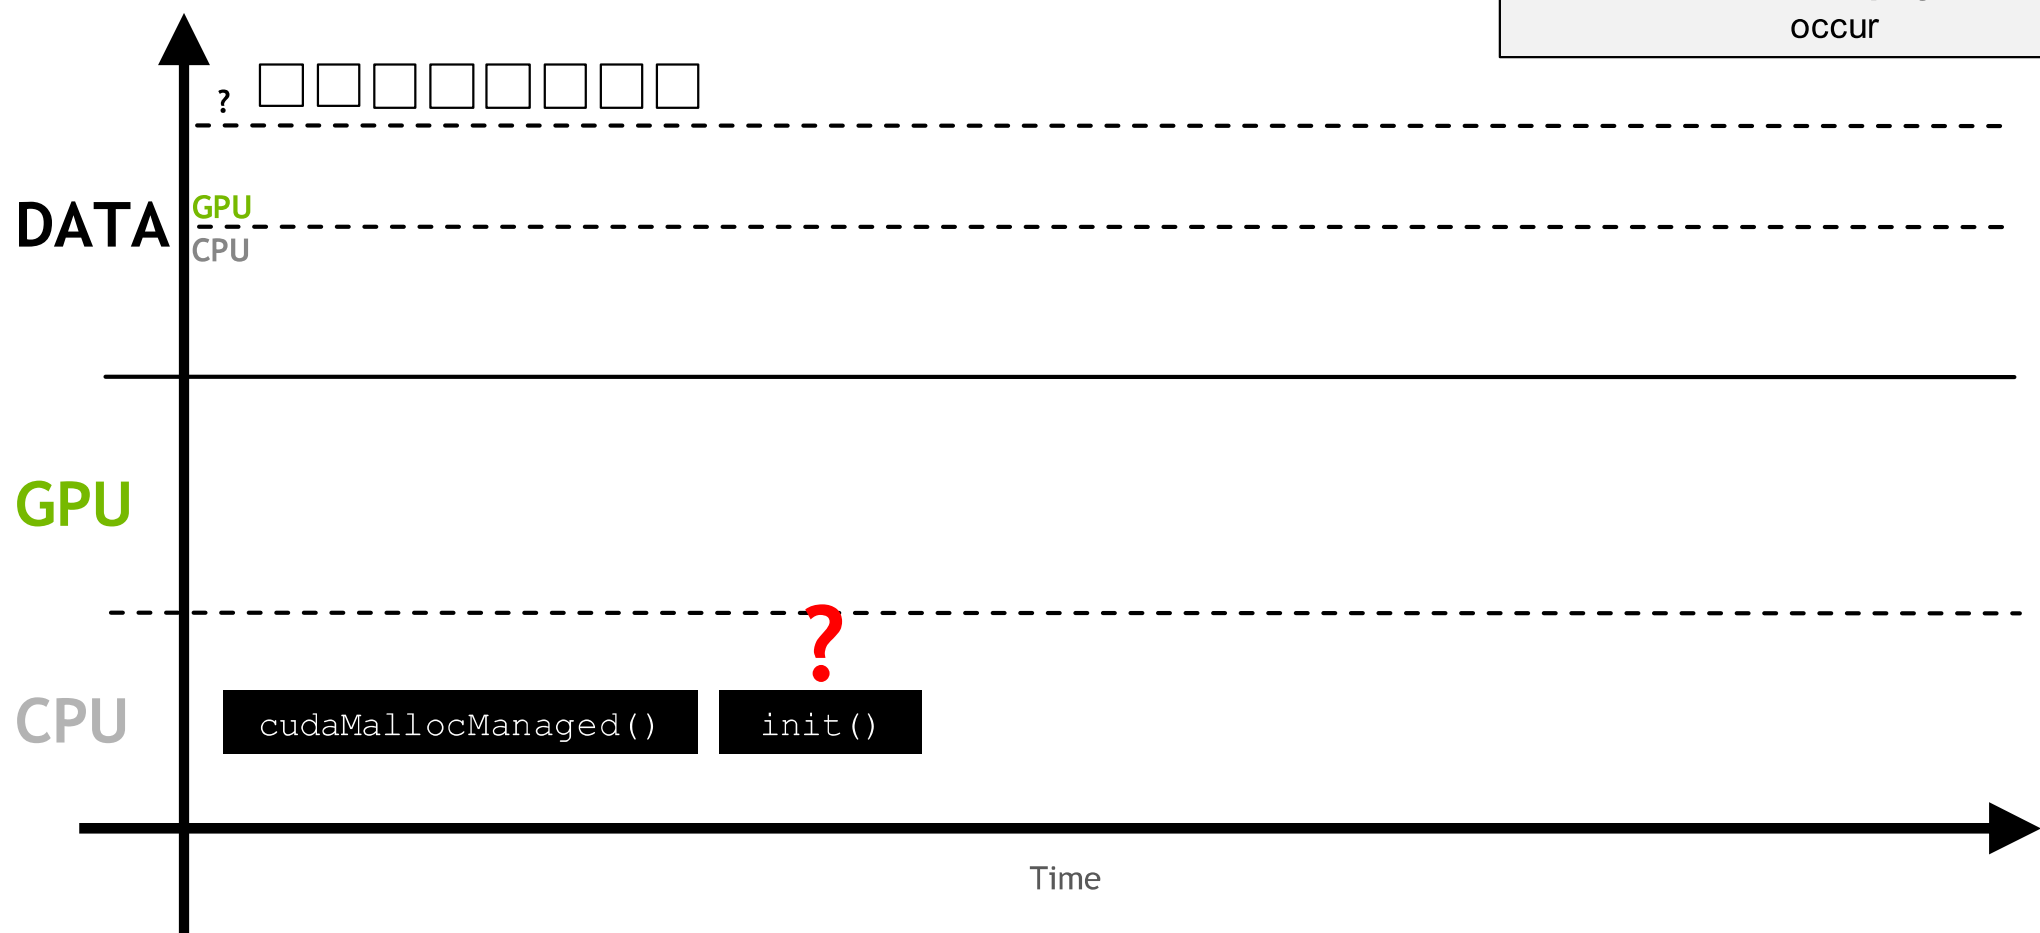 occur
?
DATA
GPU
CPU
GPU
?
CPU
cudaMallocManaged() init()
Time